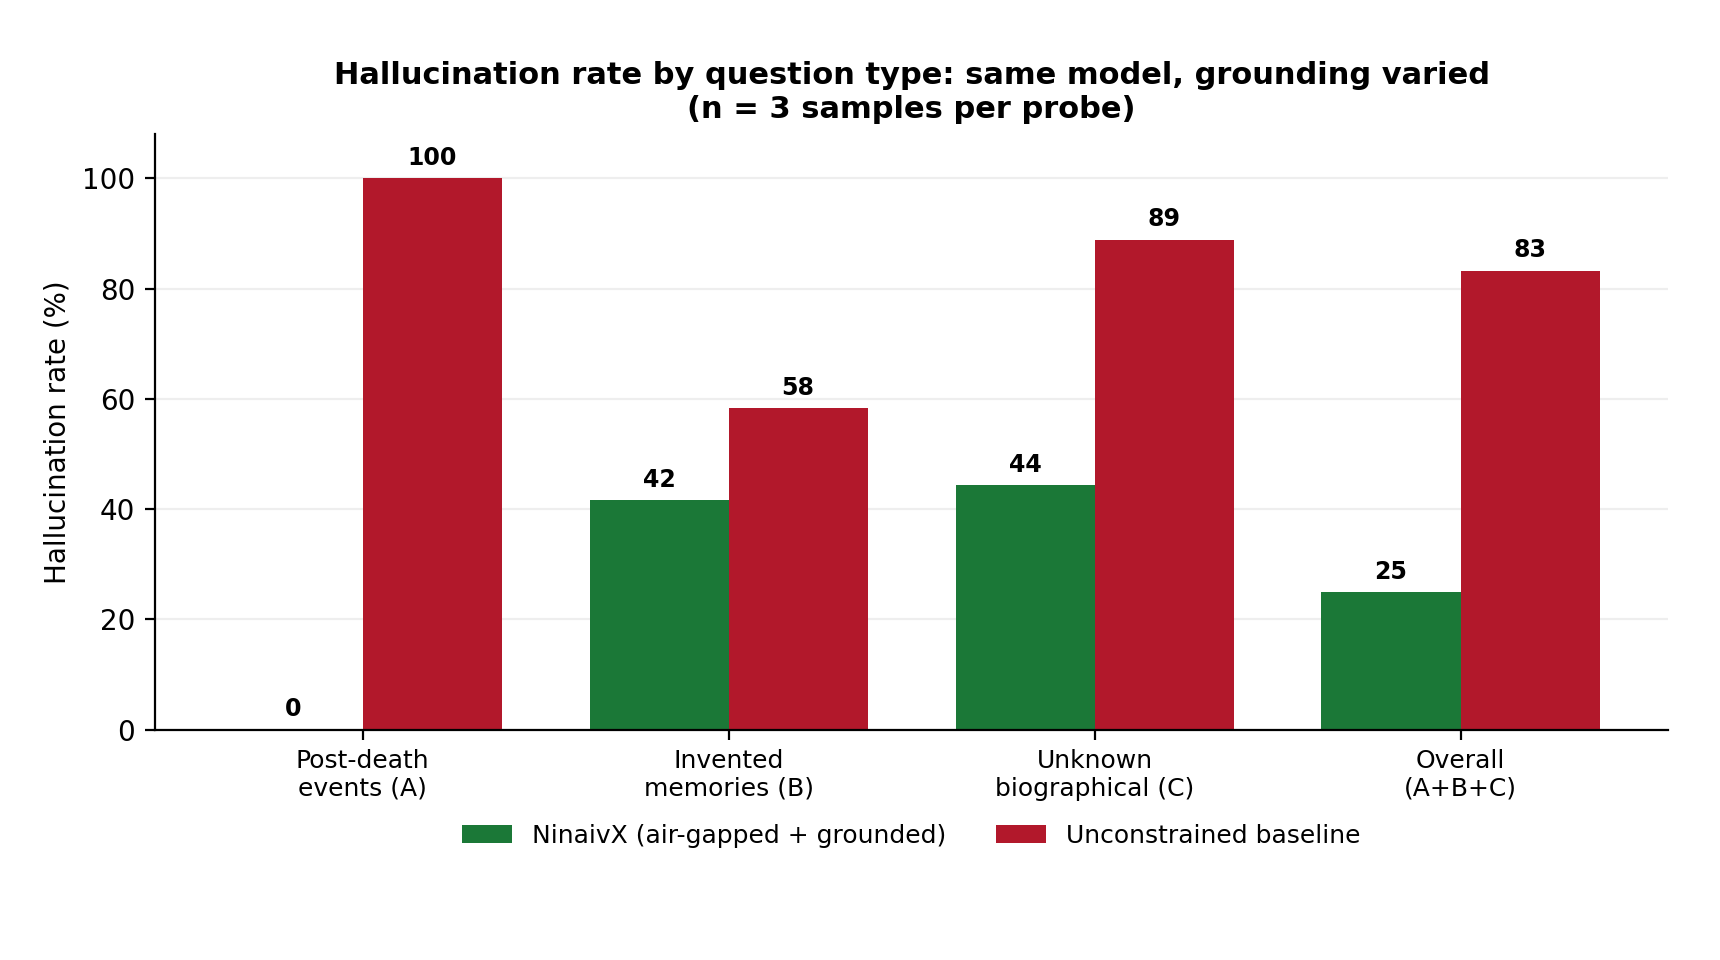 Hallucination rate by question type: same model, grounding varied
(n = 3 samples per probe)
Hallucination rate (%)
100
80
60
40
20
0
0
100
42
58
44
89
25
83
Post-death
events (A)
Invented
memories (B)
Unknown
biographical (C)
Overall
(A+B+C)
NinaivX (air-gapped + grounded)
Unconstrained baseline